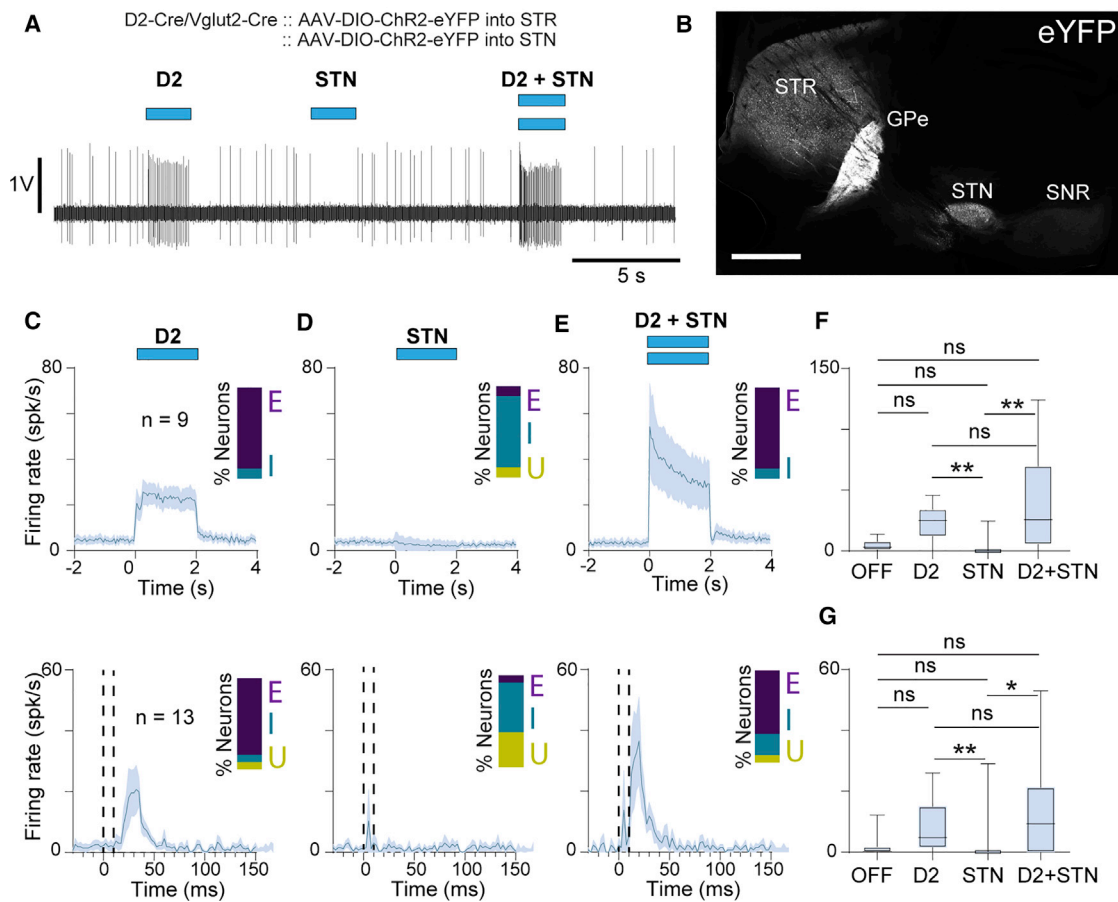 A
D2-Cre/Vglut2-Cre :: AAV-DIO-ChR2-eYFP into STR
:: AAV-DIO-ChR2-eYFP into STN
D2
STN
D2 + STN
1V
5 s
B
eYFP
STR
GPe
STN
SNR
C
D2
80
0
Firing rate (spk/s)
n = 9
% Neurons
E
I
-2 0 2 4
Time (s)
D
STN
80
0
% Neurons
E
I
U
-2 0 2 4
Time (s)
E
D2 + STN
80
0
% Neurons
E
I
-2 0 2 4
Time (s)
F
150
0
ns
ns
**
ns
ns
**
OFF D2 STN D2+STN
60
0
Firing rate (spk/s)
n = 13
% Neurons
E
I
U
0 50 100 150
Time (ms)
60
0
% Neurons
E
I
U
0 50 100 150
Time (ms)
60
0
% Neurons
E
I
U
0 50 100 150
Time (ms)
G
60
0
ns
ns
*
ns
ns
**
OFF D2 STN D2+STN